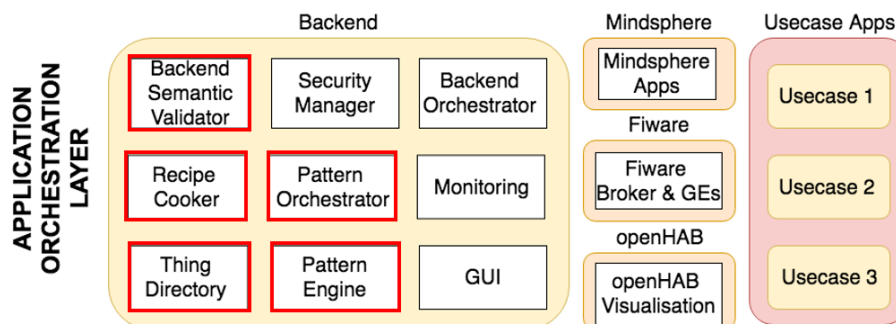 Backend
Mindsphere
Usecase Apps
APPLICATION
ORCHESTRATION
LAYER
Backend
Semantic
Validator
Security
Manager
Backend
Orchestrator
Mindsphere
Apps
Usecase 1
Fiware
Recipe
Cooker
Pattern
Orchestrator
Monitoring
Fiware
Broker & GEs
Usecase 2
openHAB
Thing
Directory
Pattern
Engine
GUI
openHAB
Visualisation
Usecase 3